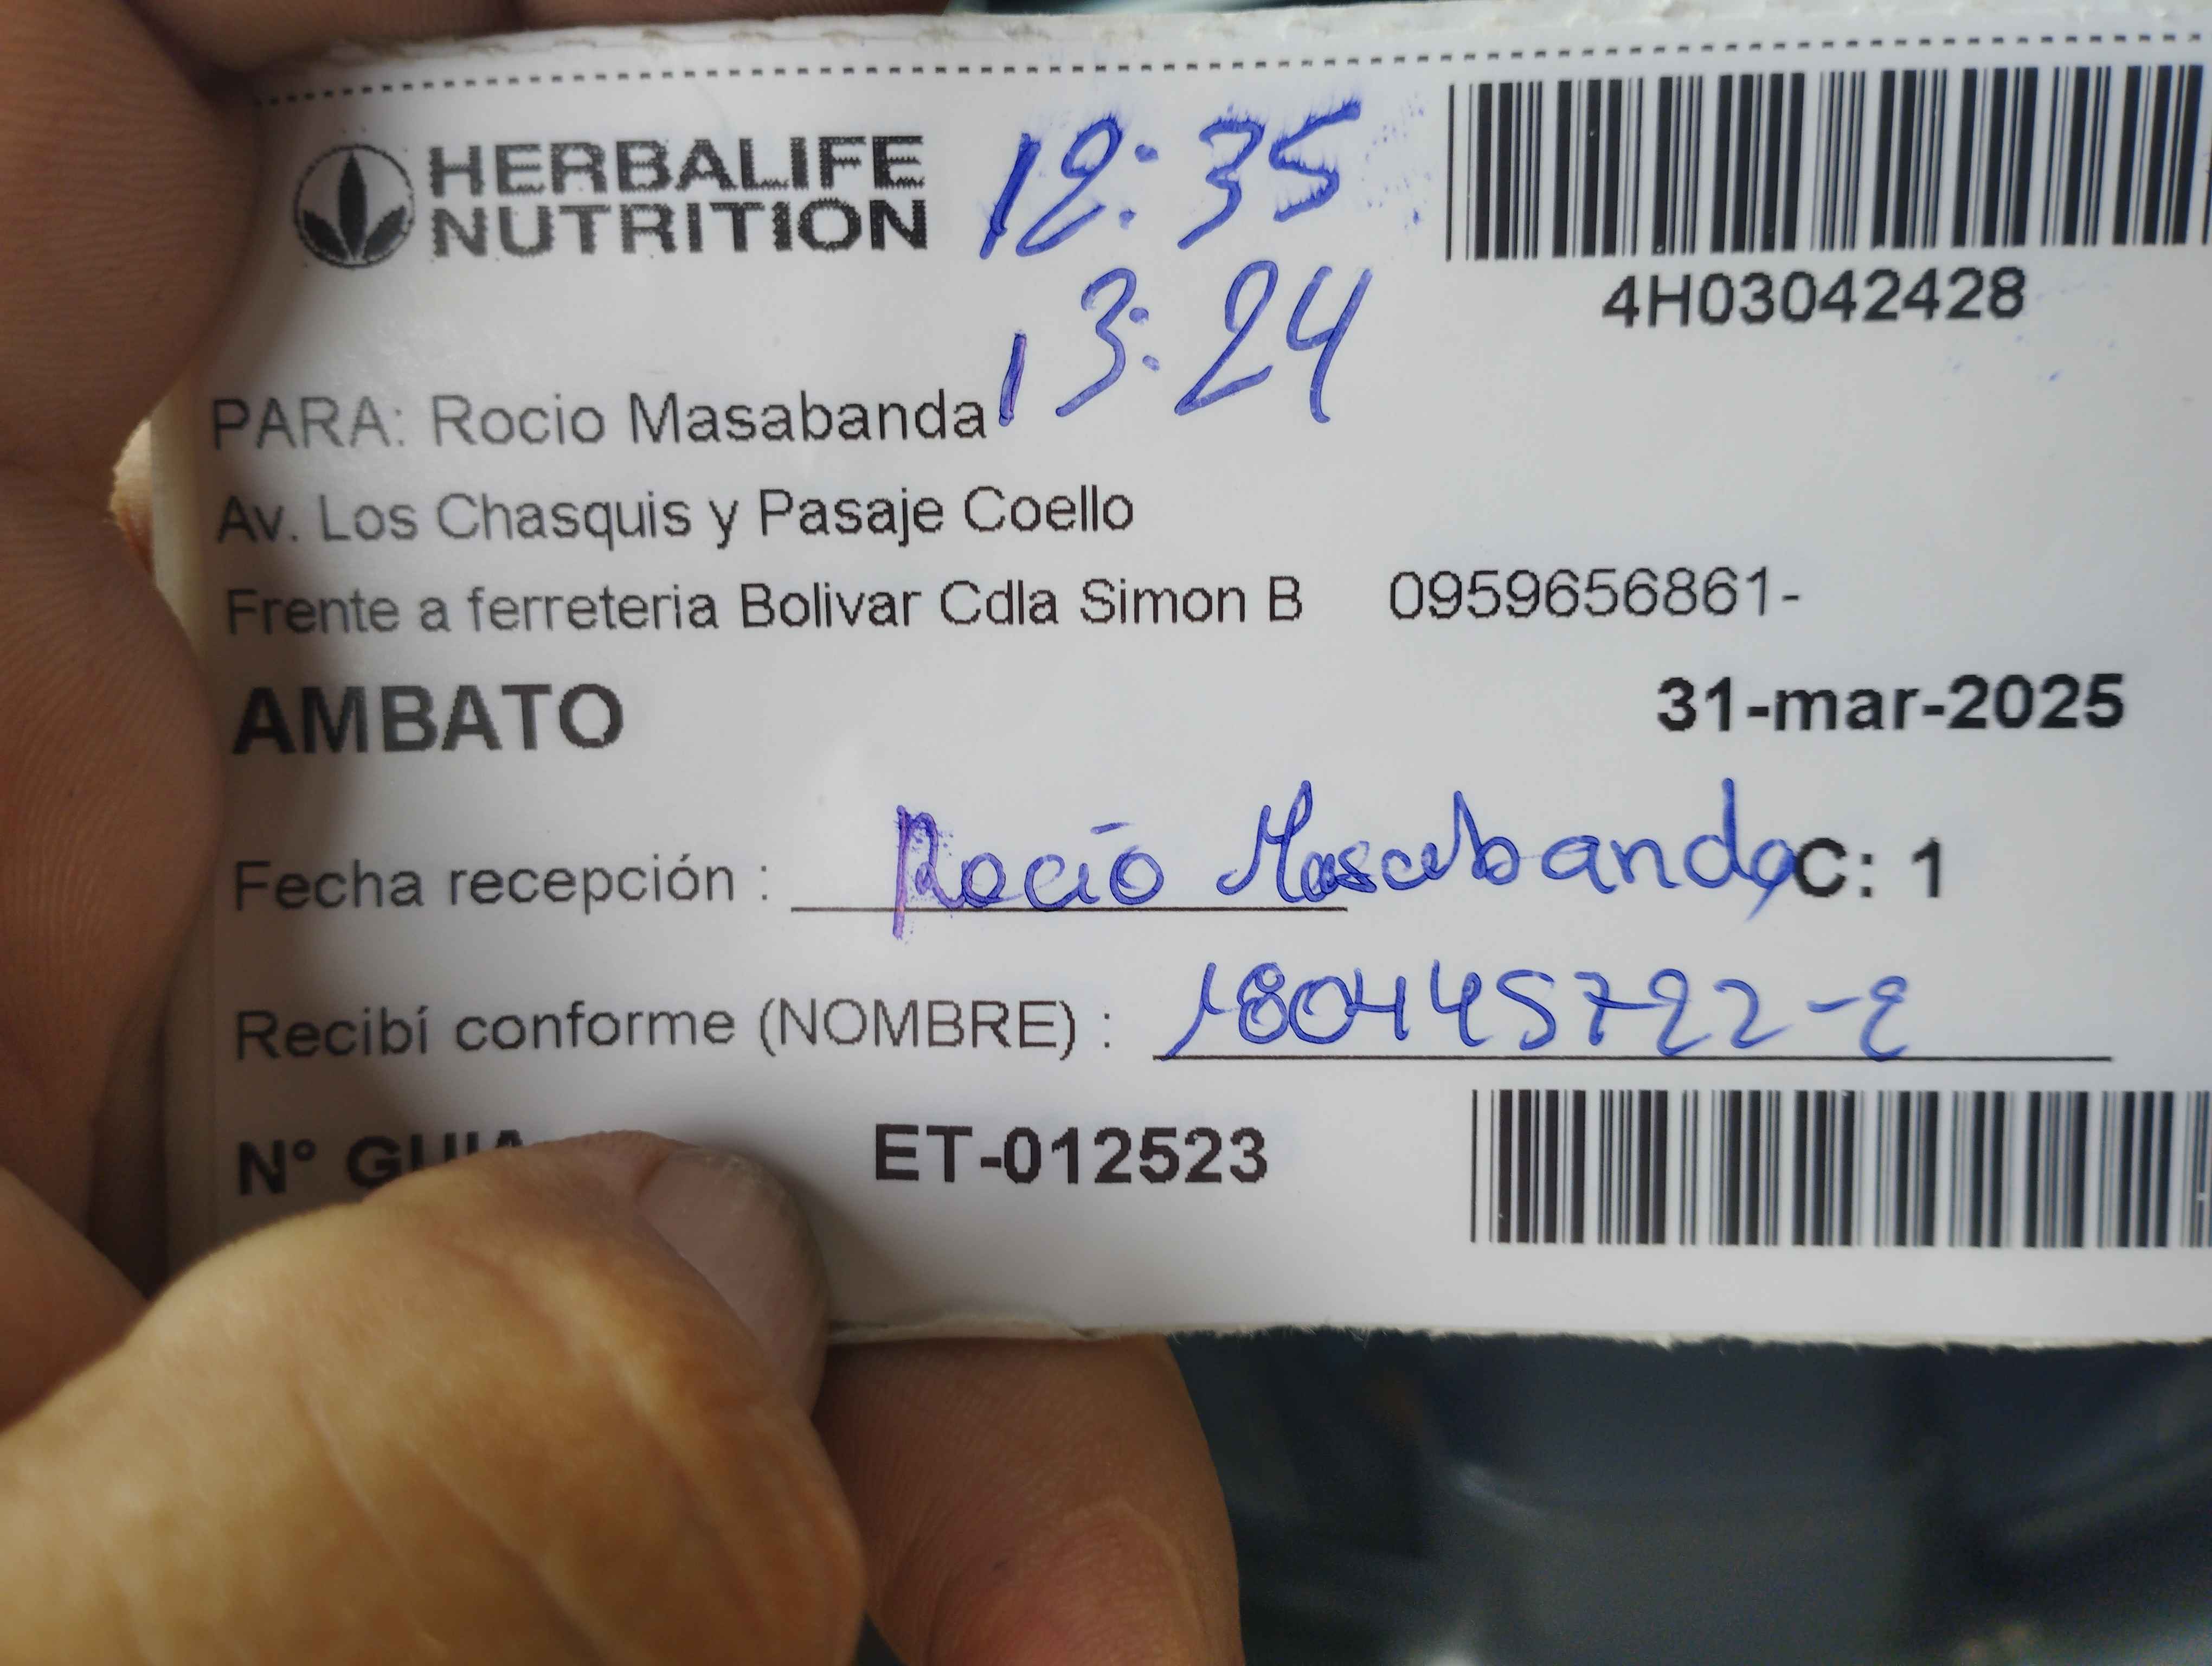 HERBALIFE
NUTRITION
12:35
13:24
4H03042428
PARA: Rocio Masabanda
Av. Los Chasquis y Pasaje Coello
Frente a ferreteria Bolivar Cdla Simon B 0959656861-
AMBATO
31-mar-2025
Fecha recepción : Rocío Masabanda C: 1
Recibí conforme (NOMBRE) : 180445722-2
N° GUIA ET-012523